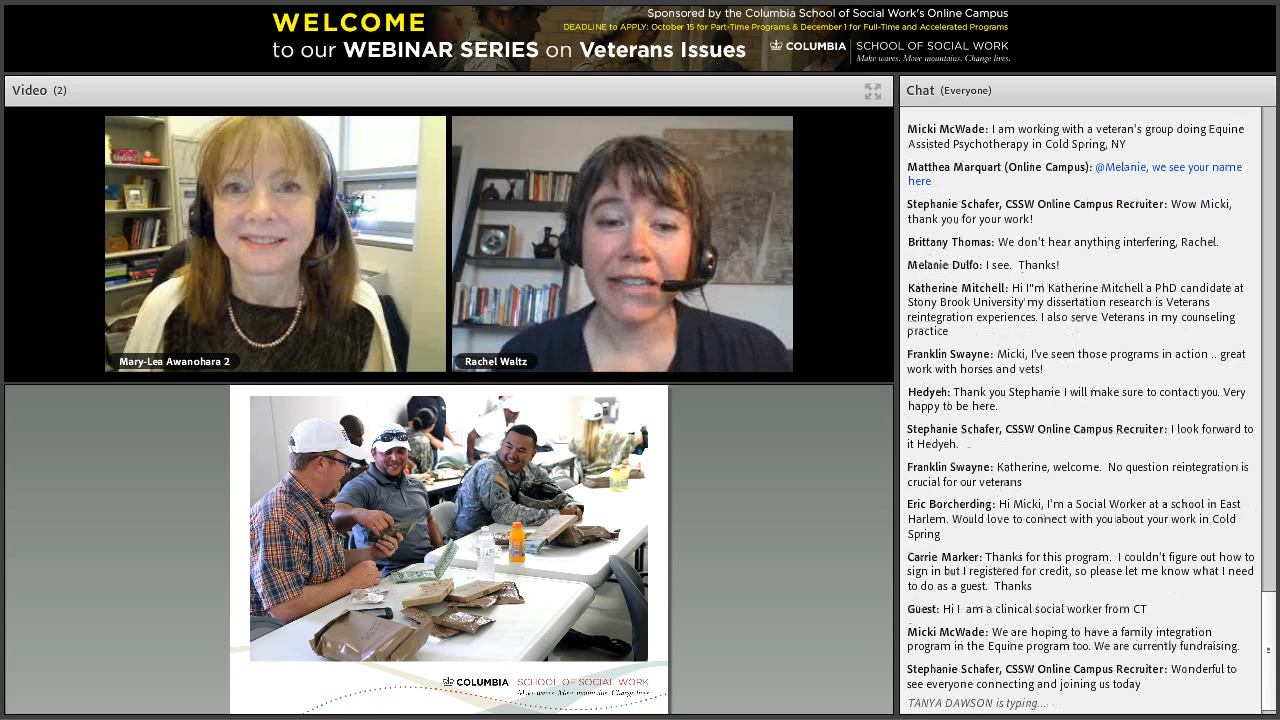 WELCOME
Sponsored by the Columbia School of Social Work's Online Campus
DEADLINE to APPLY: October 15 for Part-Time Programs & December 1 for Full-Time and Accelerated Programs
to our WEBINAR SERIES on Veterans Issues
COLUMBIA SCHOOL OF SOCIAL WORK
Make waves. Move mountains. Change lives.
Video (2)
Mary-Lea Awanohara 2
Rachel Waltz
COLUMBIA SCHOOL OF SOCIAL WORK
Make waves. Move mountains. Change lives.
Chat (Everyone)
Micki McWade: I am working with a veteran's group doing Equine
Assisted Psychotherapy in Cold Spring, NY
Matthea Marquart (Online Campus): @Melanie, we see your name
here
Stephanie Schafer, CSSW Online Campus Recruiter: Wow Micki,
thank you for your work!
Brittany Thomas: We don't hear anything interfering, Rachel.
Melanie Dulfo: I see. Thanks!
Katherine Mitchell: Hi I"m Katherine Mitchell a PhD candidate at
Stony Brook University my dissertation research is Veterans
reintegration experiences. I also serve Veterans in my counseling
practice
Franklin Swayne: Micki, I've seen those programs in action.. great
work with horses and vets!
Hedyeh: Thank you Stephanie I will make sure to contact you. Very
happy to be here.
Stephanie Schafer, CSSW Online Campus Recruiter: I look forward to
it Hedyeh.
Franklin Swayne: Katherine, welcome. No question reintegration is
crucial for our veterans
Eric Borcherding: Hi Micki, I'm a Social Worker at a school in East
Harlem. Would love to connect with you about your work in Cold
Spring
Carrie Marker: Thanks for this program. I couldn't figure out how to
sign in but I registered for credit, so please let me know what I need
to do as a guest. Thanks
Guest: Hi I am a clinical social worker from CT
Micki McWade: We are hoping to have a family integration
program in the Equine program too. We are currently fundraising.
Stephanie Schafer, CSSW Online Campus Recruiter: Wonderful to
see everyone connecting and joining us today
TANYA DAWSON is typing...